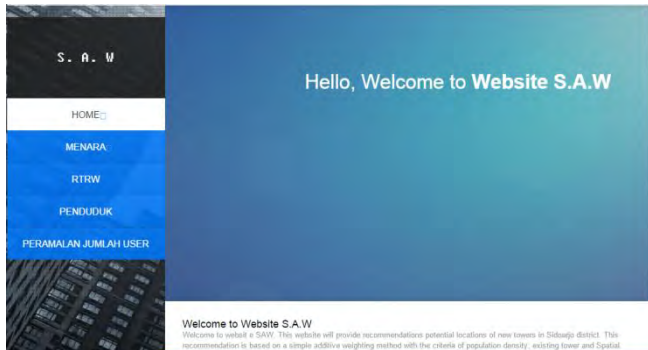 S. A. W
Hello, Welcome to Website S.A.W
HOME
MENARA
RTRW
PENDUDUK
PERAMALAN JUMLAH USER
Welcome to Website S.A.W
Welcome to websit e SAW. This website will provide recommendations potential locations of new towers in Sidoarjo district. This
recommendation is based on a simple additive weighting method with the criteria of population density, existing tower and Spatial